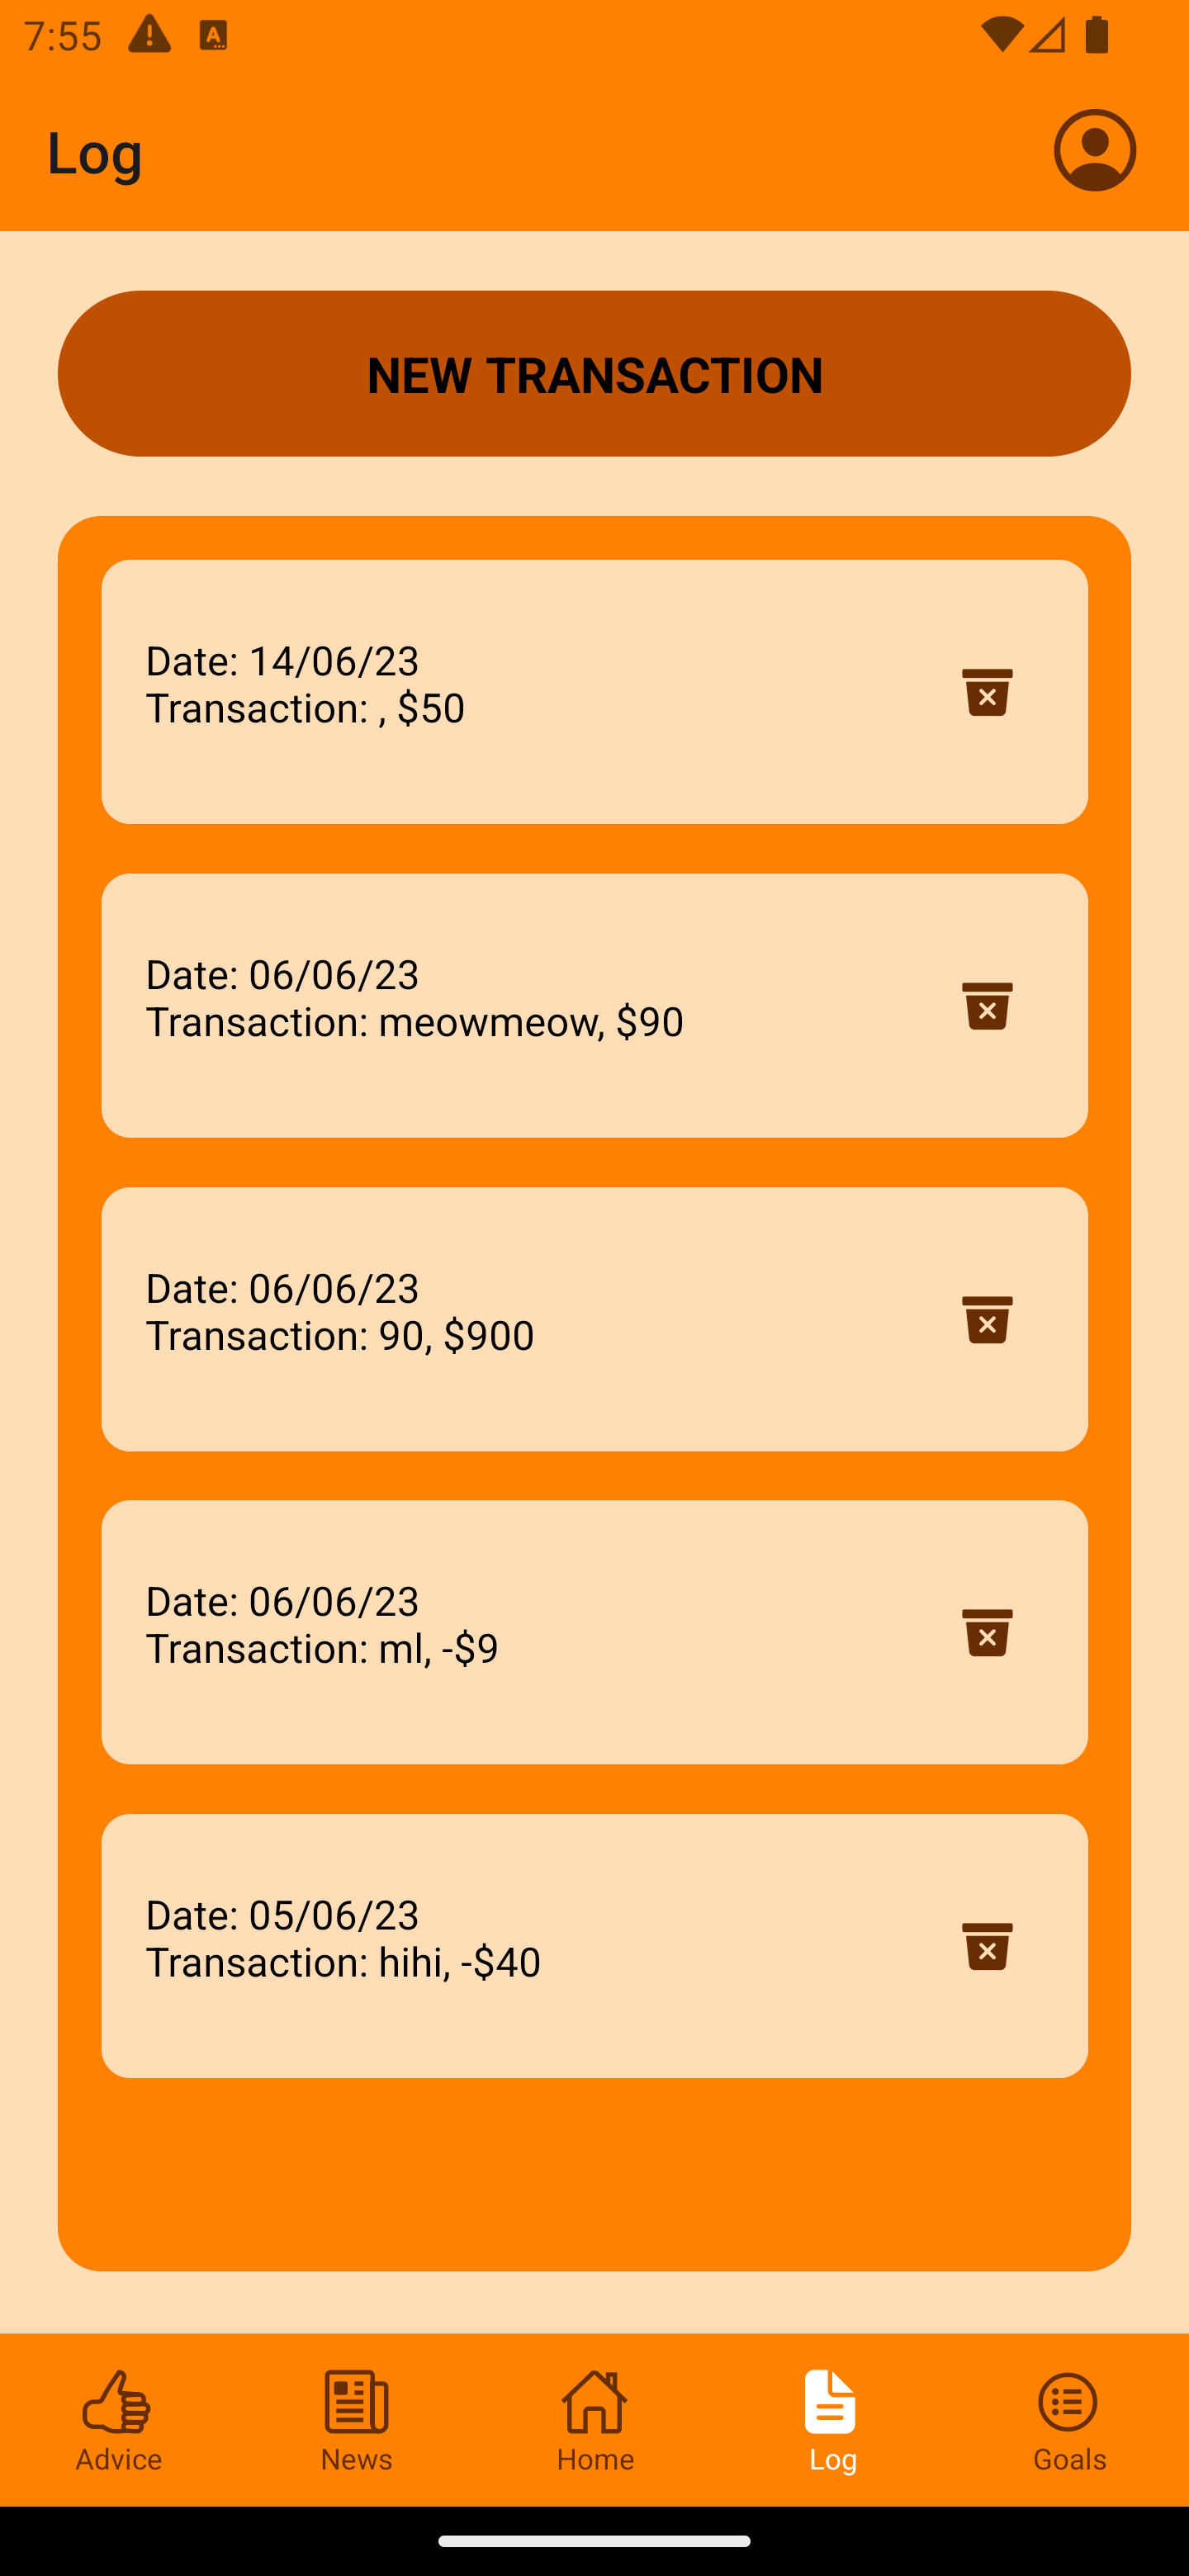 7:55
Log
NEW TRANSACTION
Date: 14/06/23
Transaction: , $50
Date: 06/06/23
Transaction: meowmeow, $90
Date: 06/06/23
Transaction: 90, $900
Date: 06/06/23
Transaction: ml, -$9
Date: 05/06/23
Transaction: hihi, -$40
Advice
News
Home
Log
Goals